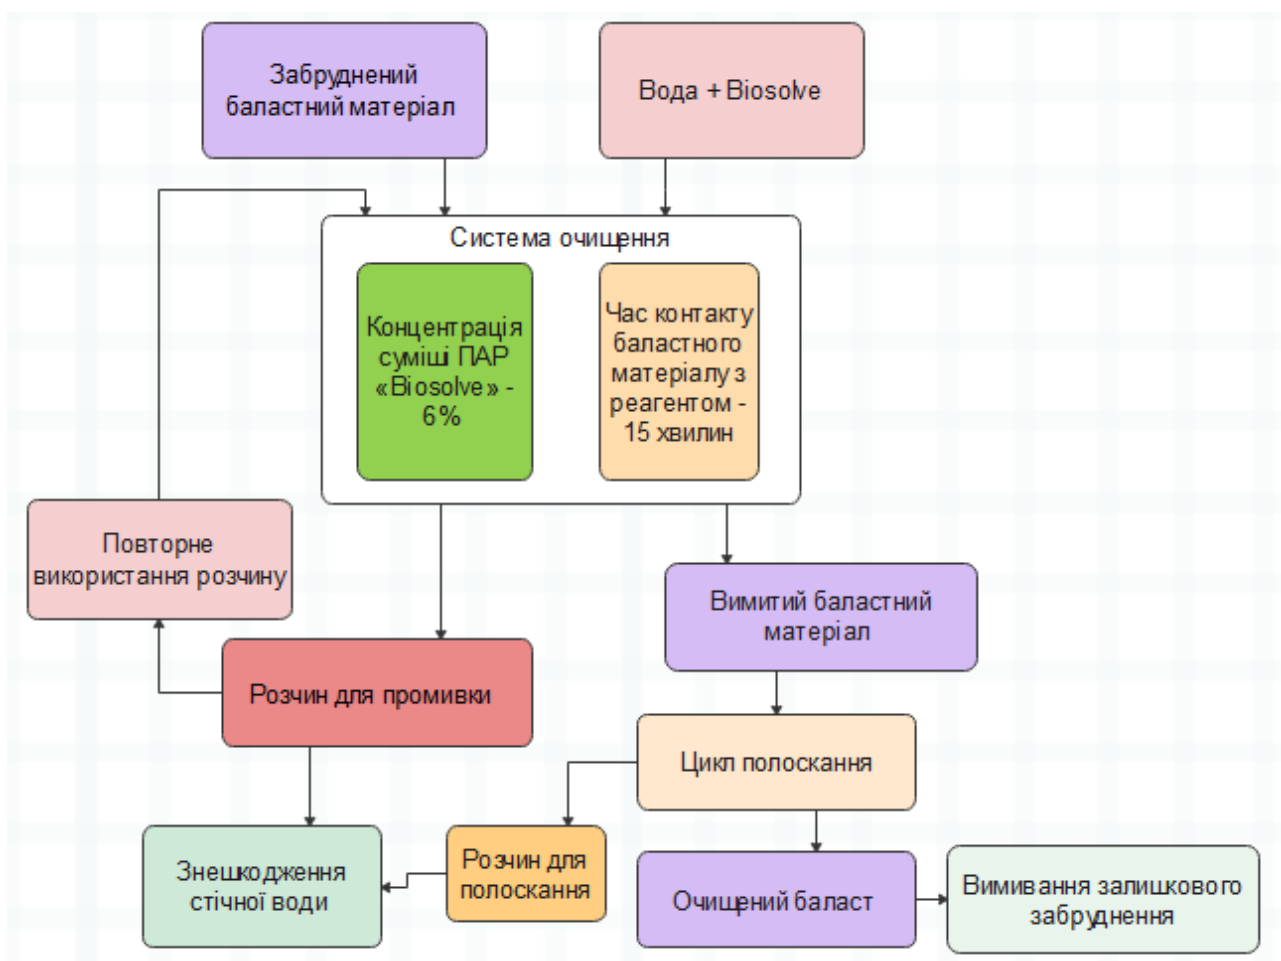 Забруднений
баластний матеріал
Вода + Biosolve
Система очищення
Концентрація
суміші ПАР
«Biosolve» -
6%
Час контакту
баластного
матеріалу з
реагентом -
15 хвилин
Повторне
використання розчину
Вимитий баластний
матеріал
Розчин для промивки
Цикл полоскання
Знешкодження
стічної води
Розчин для
полоскання
Очищений баласт
Вимивання залишкового
забруднення